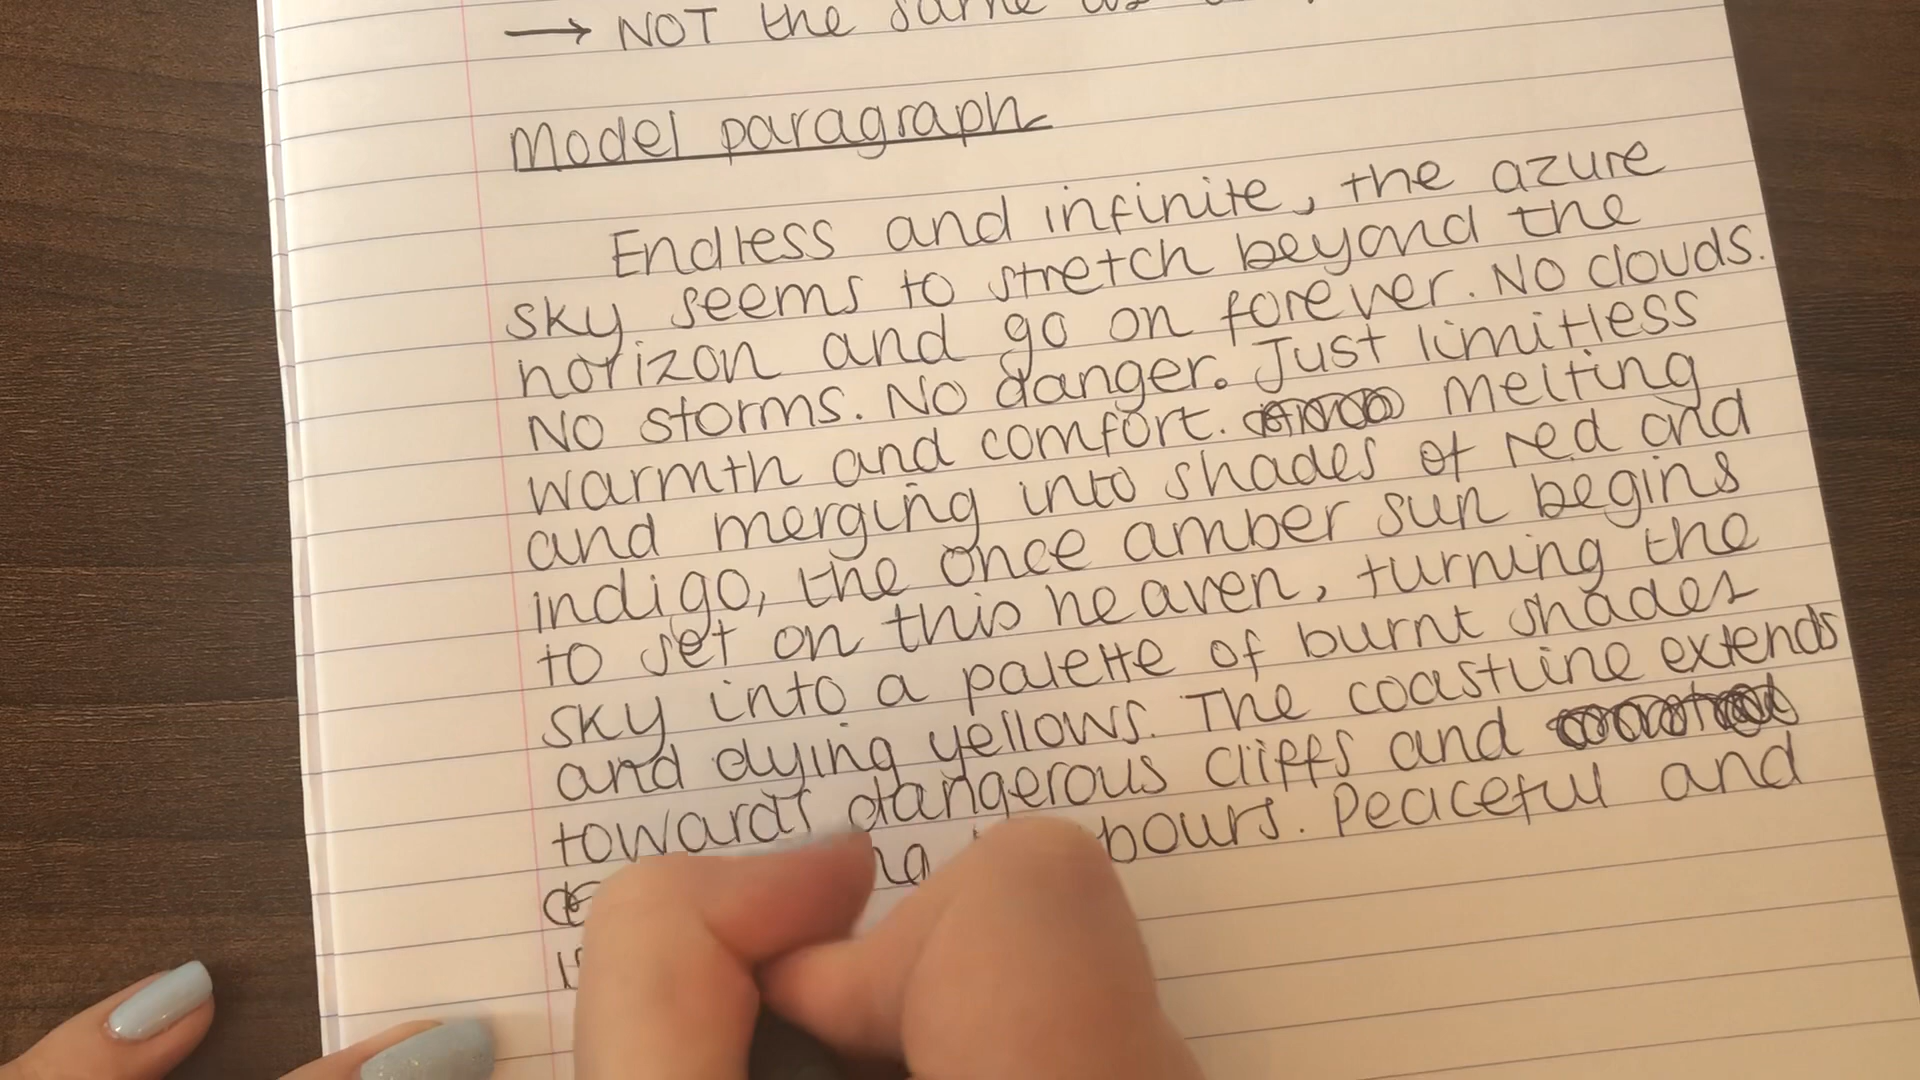 → NOT the same as
Model paragraph
Endless and infinite, the azure
sky seems to stretch beyond the
horizon and go on forever. No clouds.
No storms. No danger. Just limitless
warmth and comfort. melting
and merging into shades of red and
indigo, the once amber sun begins
to set on this heaven, turning the
sky into a palette of burnt shades
and dying yellows. The coastline extends
towards dangerous cliffs and
bours. Peaceful and